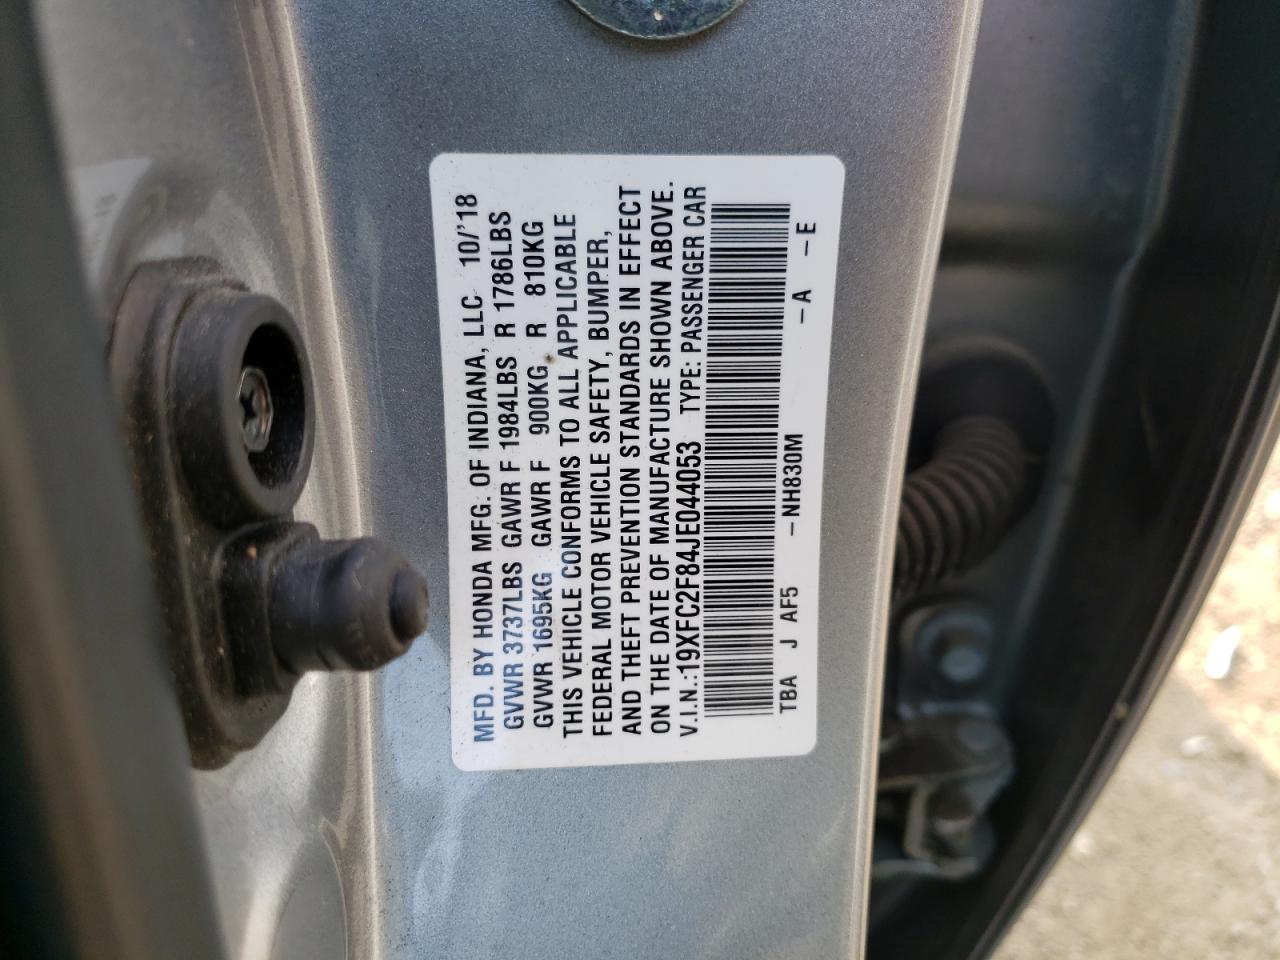 MFD. BY HONDA MFG. OF INDIANA, LLC 10/'18
GVWR 3737LBS GAWR F 1984LBS R 1786LBS
GVWR 1695KG GAWR F 900KG R 810KG
THIS VEHICLE CONFORMS TO ALL APPLICABLE
FEDERAL MOTOR VEHICLE SAFETY, BUMPER,
AND THEFT PREVENTION STANDARDS IN EFFECT
ON THE DATE OF MANUFACTURE SHOWN ABOVE.
V.I.N.:19XFC2F84JE044053 TYPE: PASSENGER CAR
TBA J AF5 –NH830M –A –E